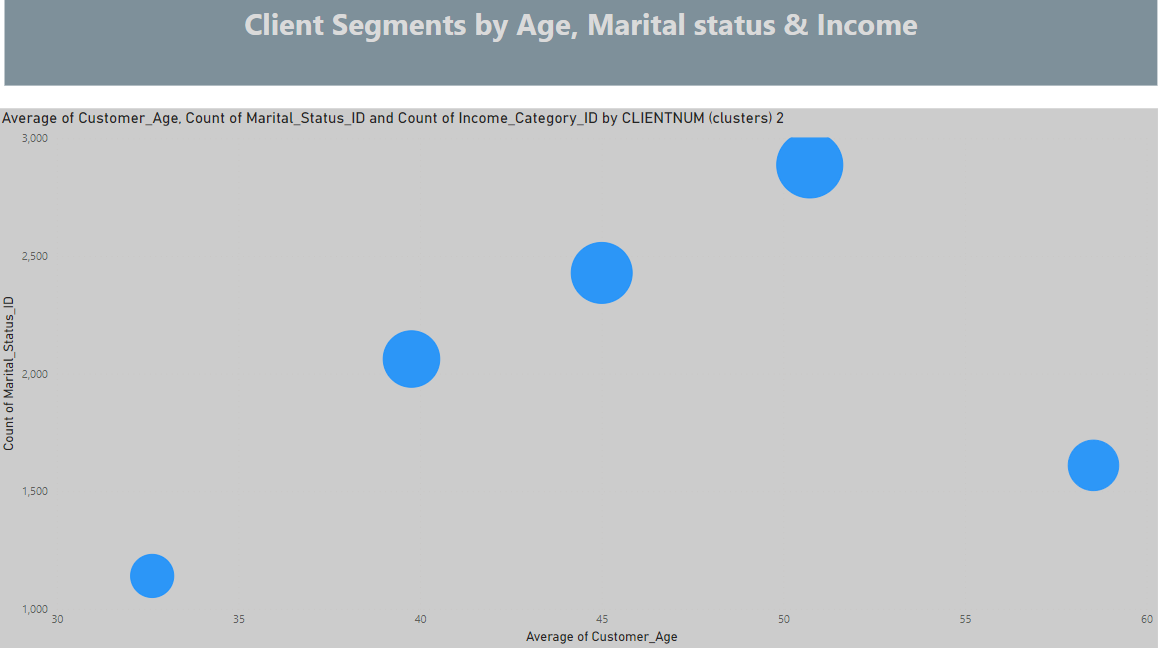 Client Segments by Age, Marital status & Income
Average of Customer_Age, Count of Marital_Status_ID and Count of Income_Category_ID by CLIENTNUM (clusters) 2
3,000
2,500
2,000
1,500
1,000
Count of Marital_Status_ID
30 35 40 45 50 55 60
Average of Customer_Age